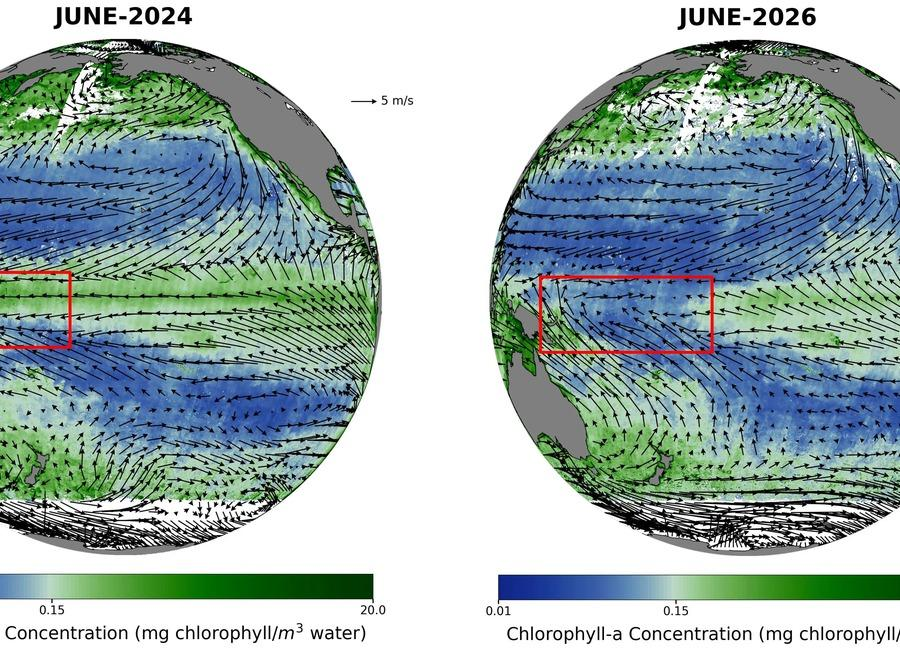 JUNE-2024
JUNE-2026
5 m/s
0.15
20.0
0.01
0.15
Concentration (mg chlorophyll/m³ water)
Chlorophyll-a Concentration (mg chlorophyll/